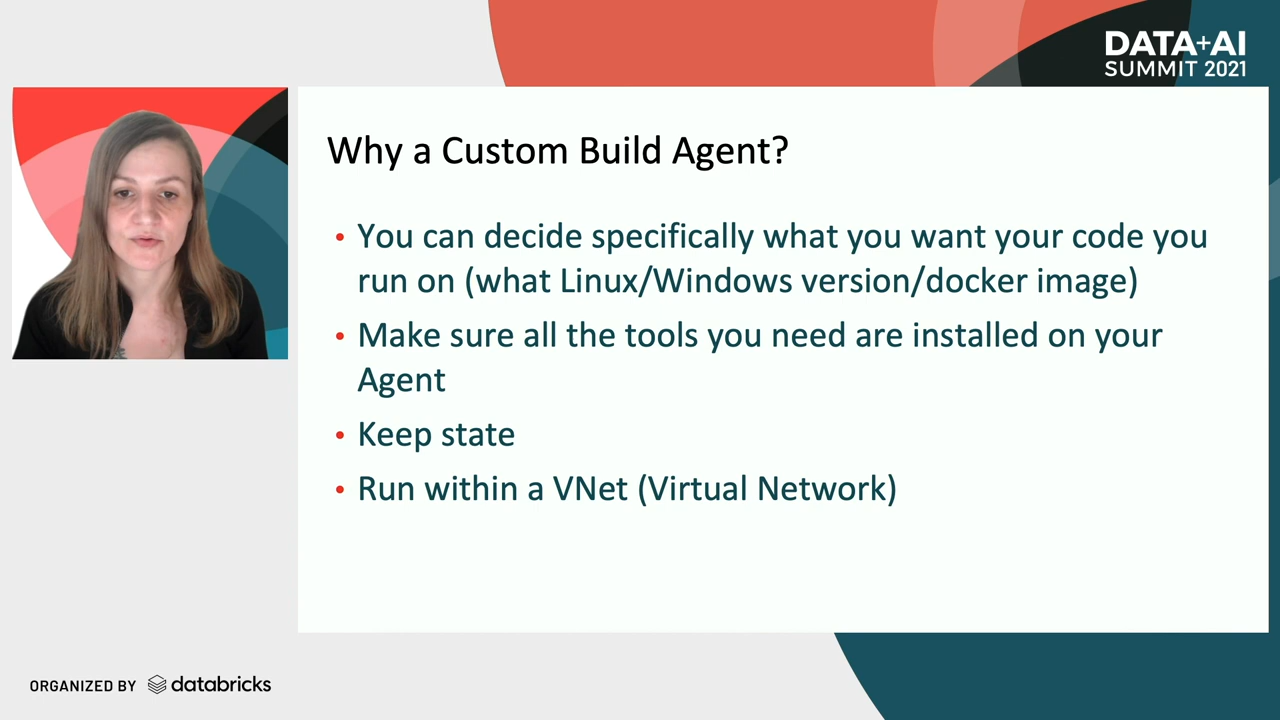 DATA+AI
SUMMIT 2021
Why a Custom Build Agent?
• You can decide specifically what you want your code you
run on (what Linux/Windows version/docker image)
• Make sure all the tools you need are installed on your
Agent
• Keep state
• Run within a VNet (Virtual Network)
ORGANIZED BY databricks